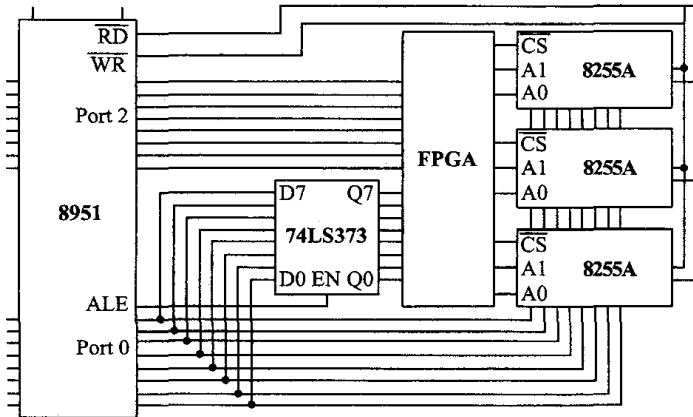 RD
WR
Port 2
8951
ALE
Port 0
D7 Q7
74LS373
D0 EN Q0
FPGA
CS
A1 8255A
A0
CS
A1 8255A
A0
CS
A1 8255A
A0